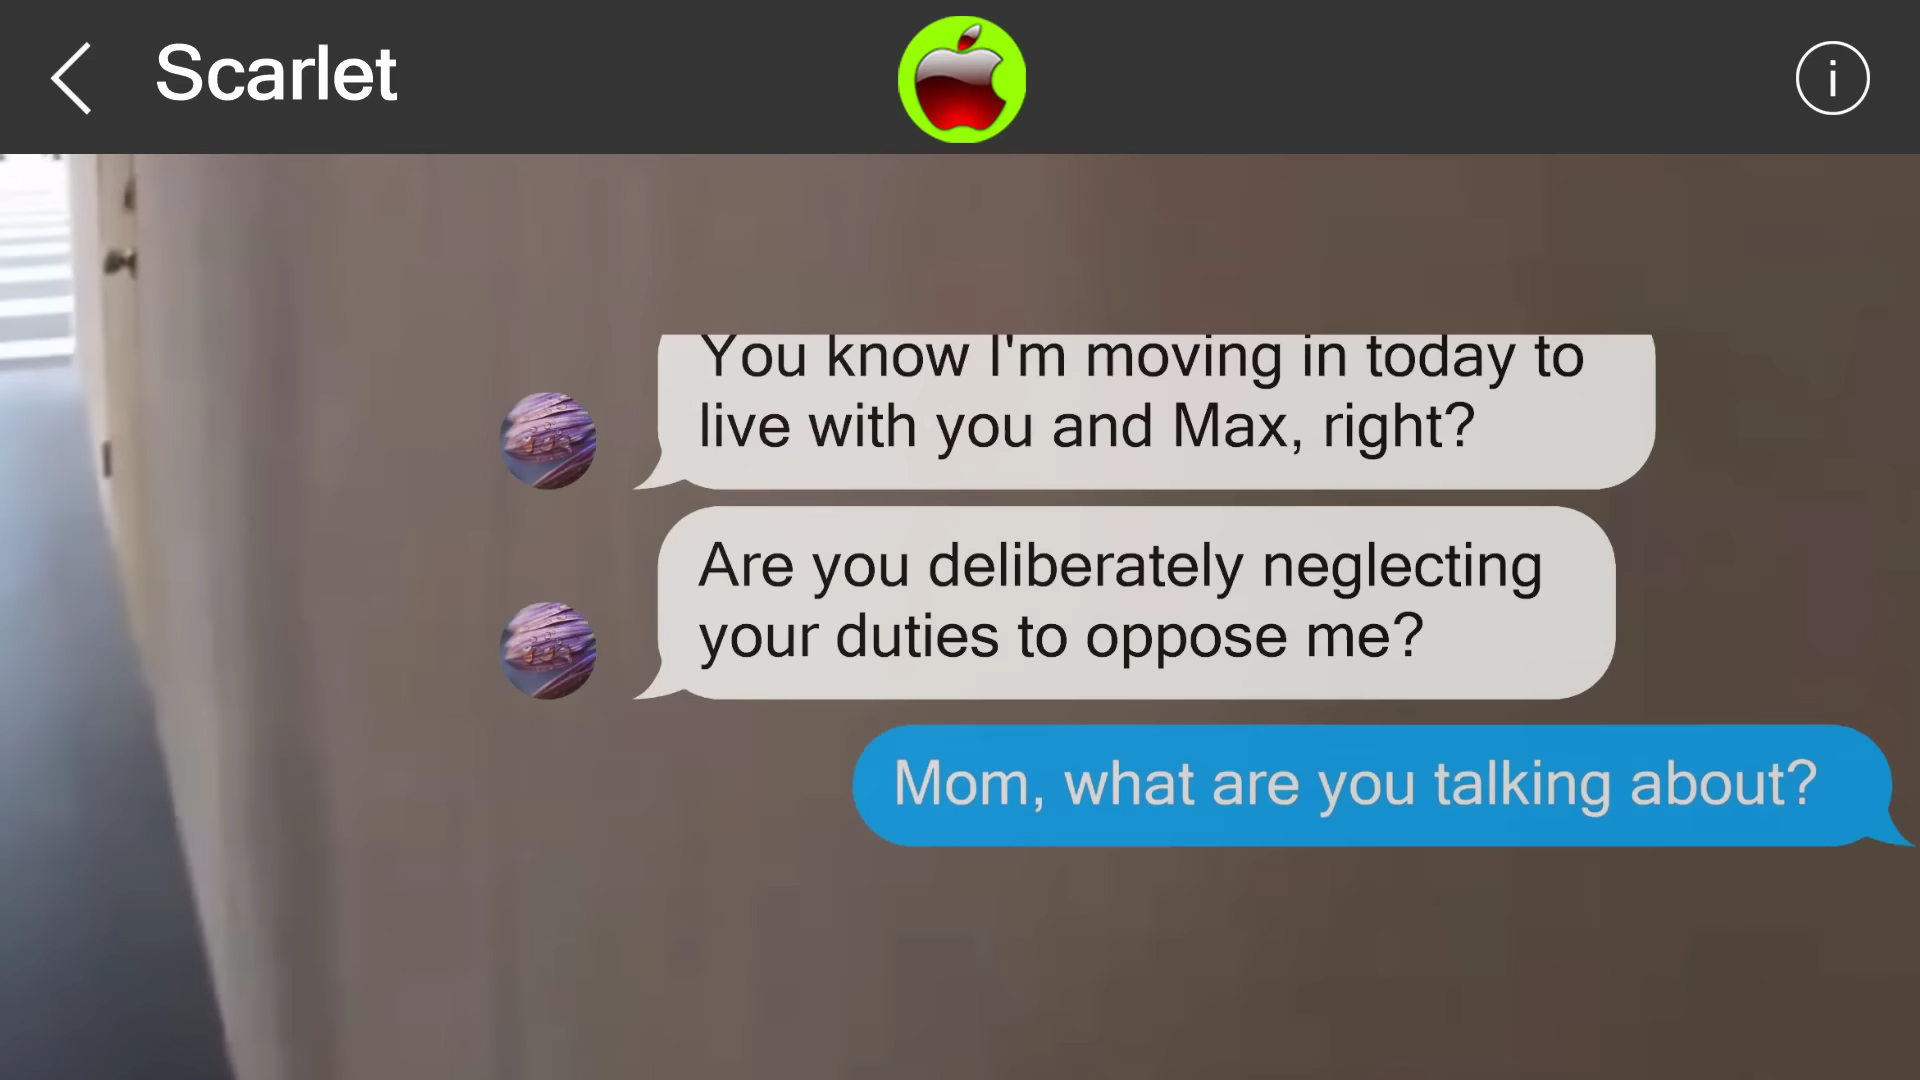 Scarlet
i
You know I'm moving in today to
live with you and Max, right?
Are you deliberately neglecting
your duties to oppose me?
Mom, what are you talking about?